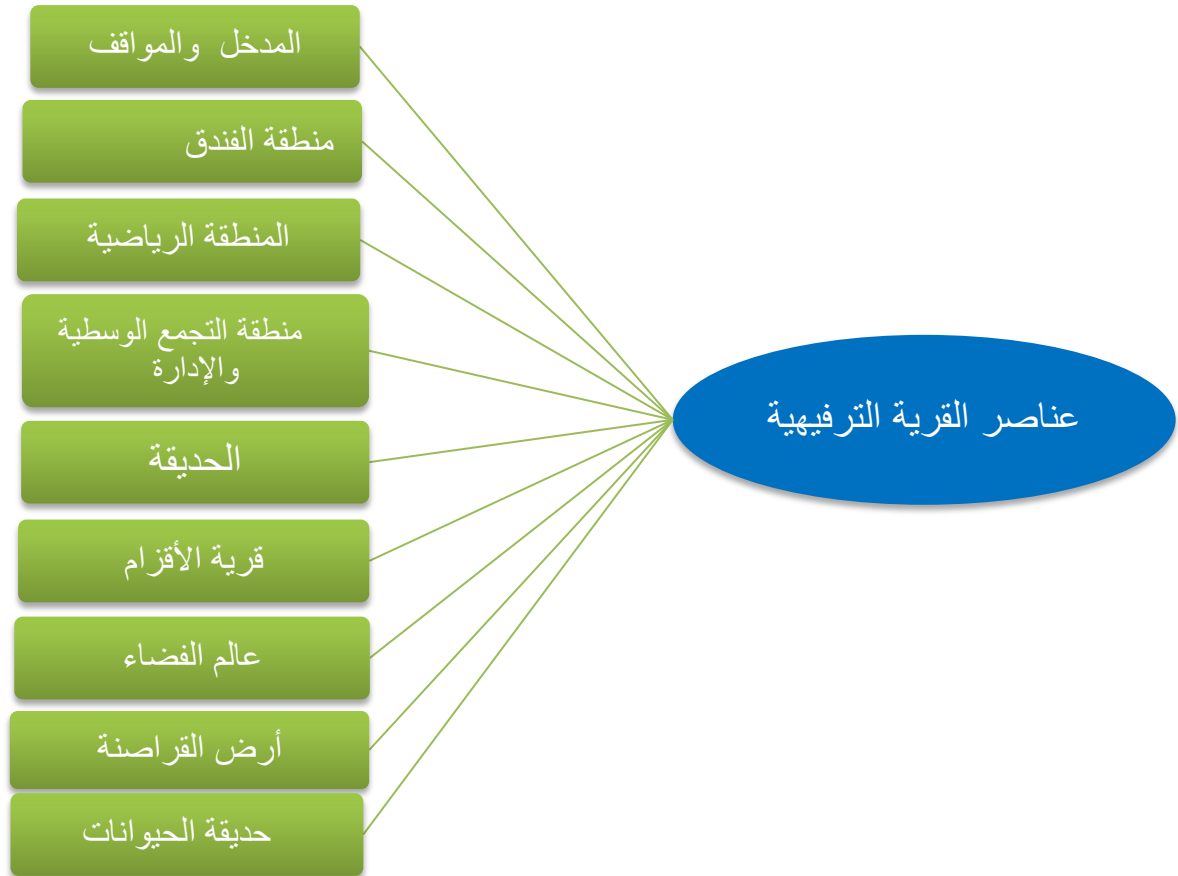 عناصر القرية الترفيهية
المدخل والمواقف
منطقة الفندق
المنطقة الرياضية
منطقة التجمع الوسطية
والإدارة
الحديقة
قرية الأقزام
عالم الفضاء
أرض القراصنة
حديقة الحيوانات